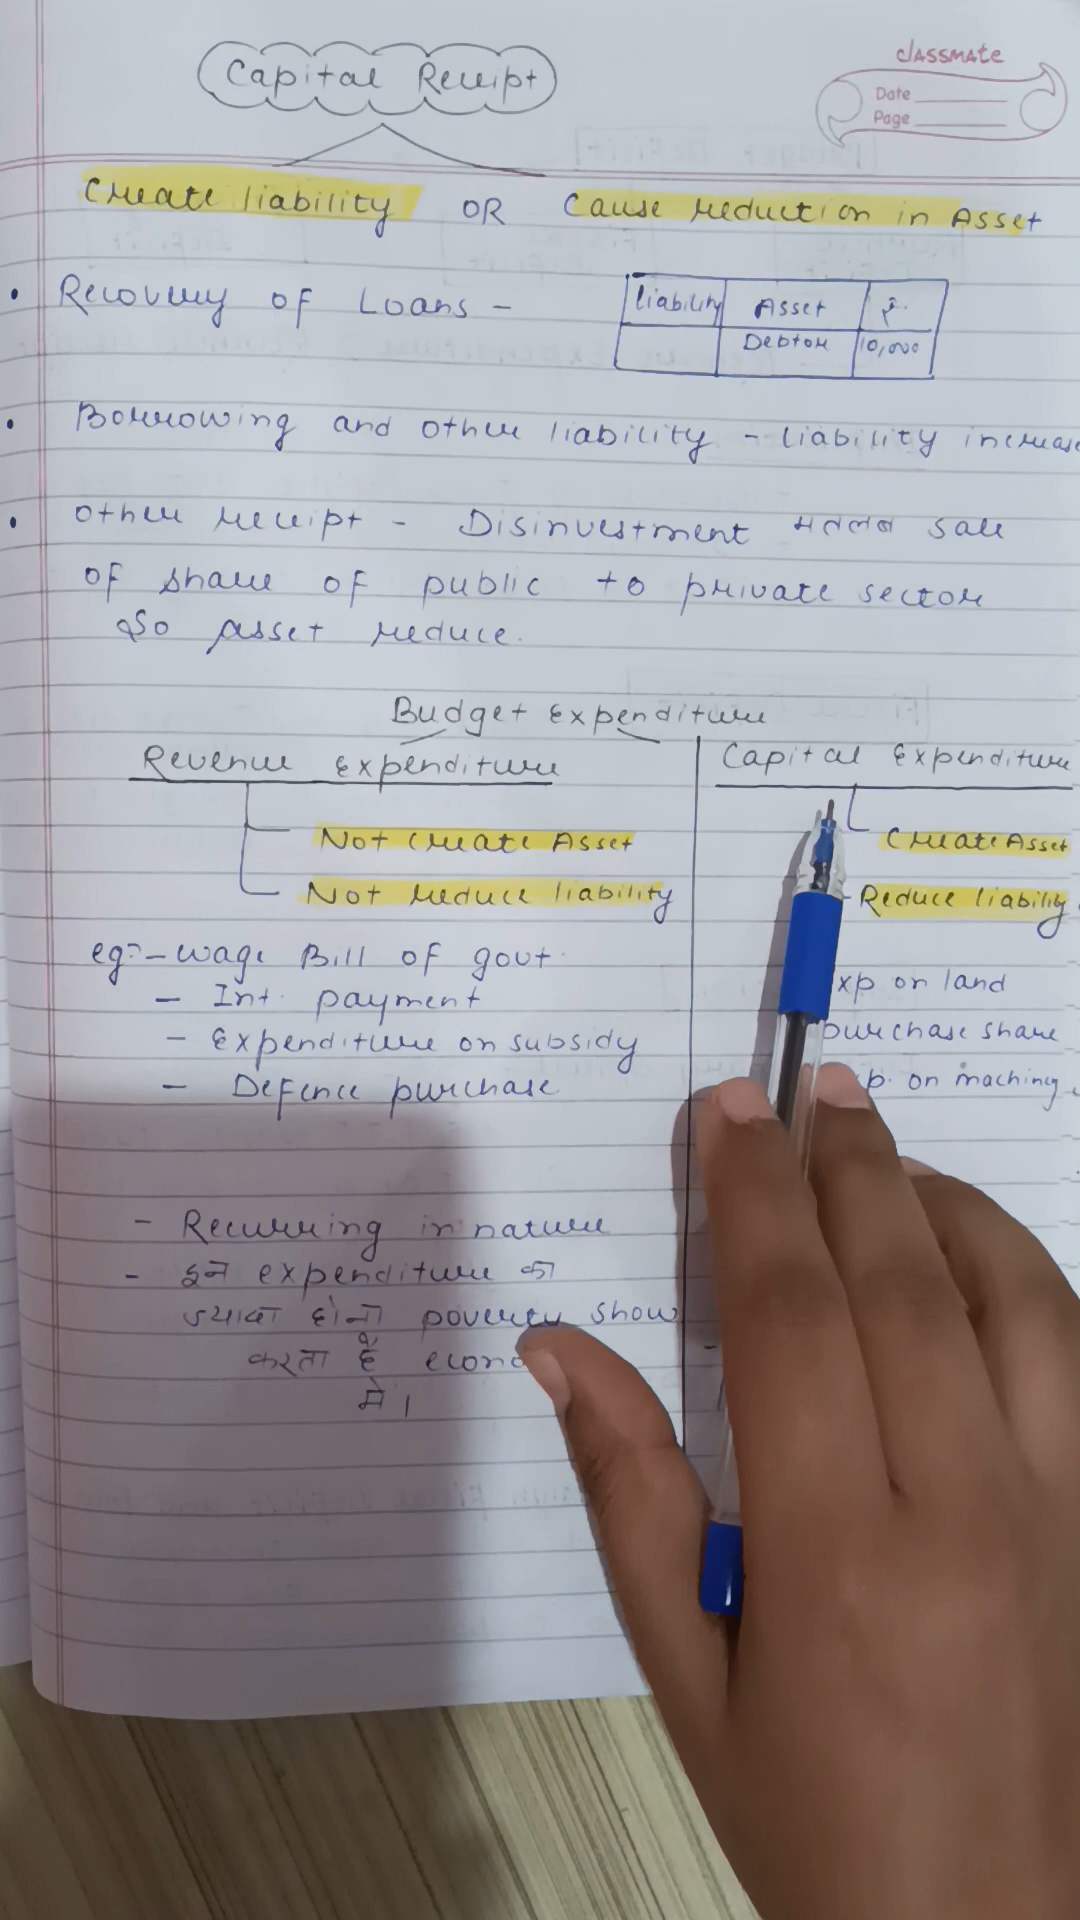 Capital Receipt
classmate
Date
Page
Create liability OR Cause reduction in Asset
• Recovery of Loans -
liability Asset ₹
Debtor 10,000
• Borrowing and other liability - liability increase
• other receipt - Disinvestment मतलब sale
of share of public to private sector
So Asset reduce.
Budget Expenditure
Revenue Expenditure
Capital Expenditure
Not create Asset
Create Asset
Not reduce liability
Reduce liability
eg:- wage Bill of govt.
- Int. payment
xp on land
- Expenditure on subsidy
purchase share
- Defence purchase
p. on machinery
- Recurring in nature
- इन expenditure का
ज्यादा होना poverty show
करता है econo
मे।